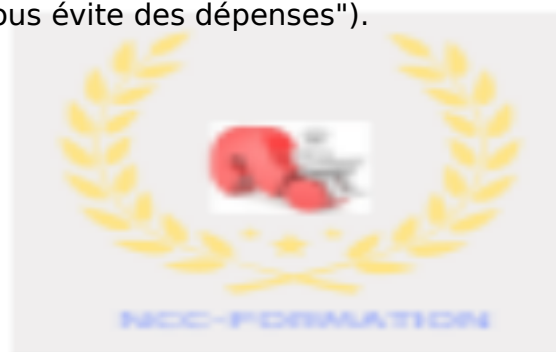 ous évite des dépenses").
NCC-FORMATION